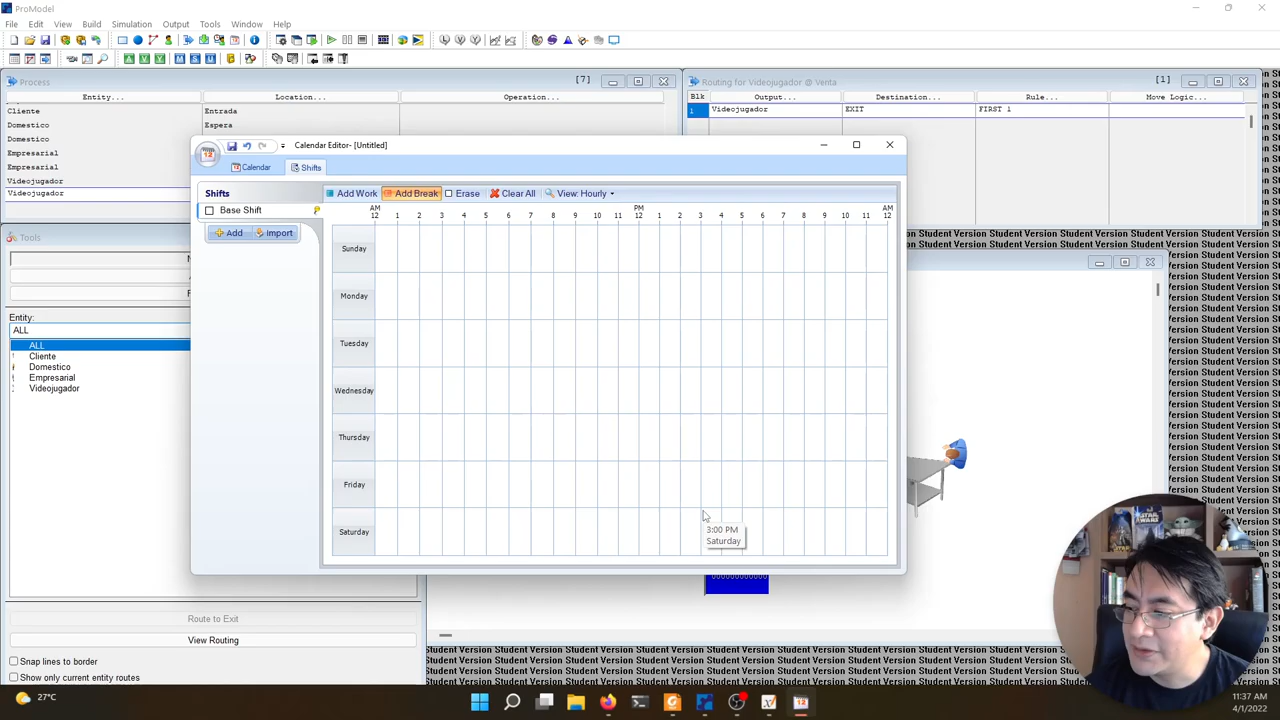 ProModel
File Edit View Build Simulation Output Tools Window Help
Process [7]
Entity... Location... Operation...
Cliente Entrada
Domestico Espera
Domestico
Empresarial
Empresarial
Videojugador
Videojugador
Routing for Videojugador @ Venta [1]
Blk Output... Destination... Rule... Move Logic...
1 Videojugador EXIT FIRST 1
Calendar Editor- [Untitled]
Calendar Shifts
Shifts
Base Shift
Add Import
Add Work Add Break Erase Clear All View: Hourly
AM PM AM
12 1 2 3 4 5 6 7 8 9 10 11 12 1 2 3 4 5 6 7 8 9 10 11 12
Sunday
Monday
Tuesday
Wednesday
Thursday
Friday
Saturday
3:00 PM
Saturday
Tools
Entity:
ALL
ALL
Cliente
Domestico
Empresarial
Videojugador
Route to Exit
View Routing
Snap lines to border
Show only current entity routes
Student Version Student Version Student Version
27°C
11:37 AM
4/1/2022
STAR
WARS